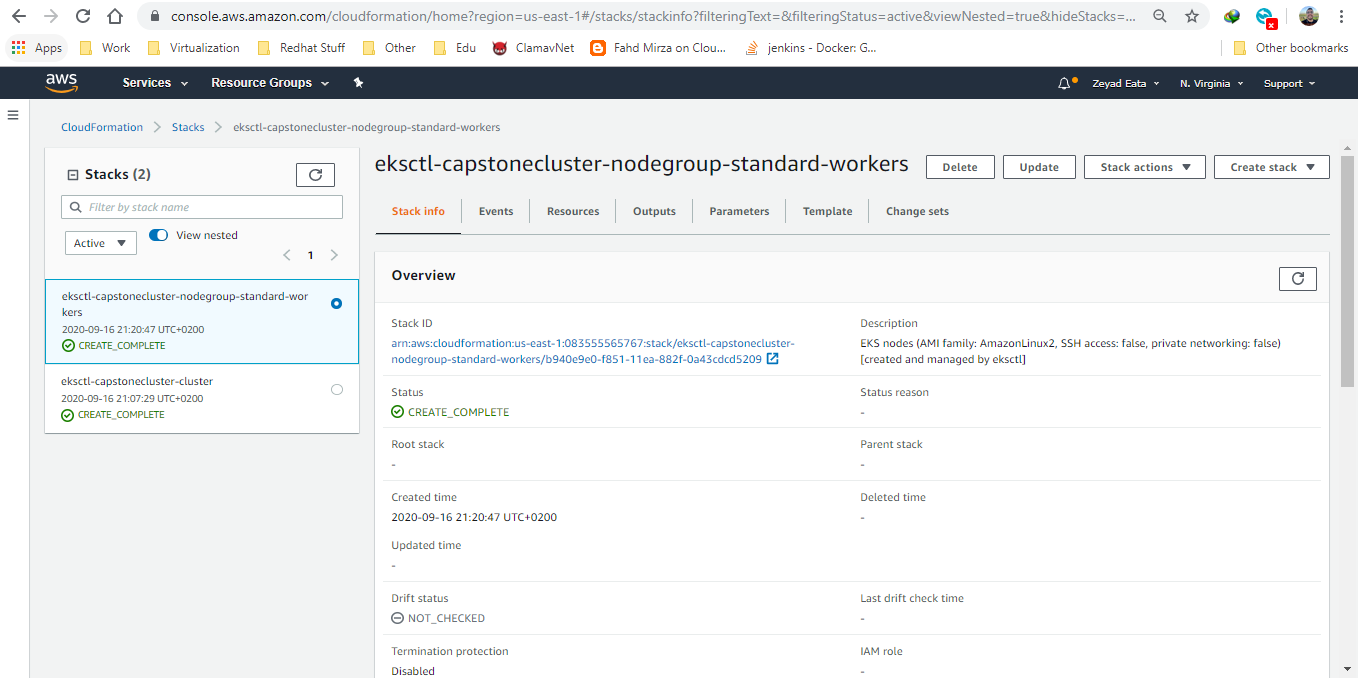 console.aws.amazon.com/cloudformation/home?region=us-east-1#/stacks/stackinfo?filteringText=&filteringStatus=active&viewNested=true&hideStacks=...
Apps Work Virtualization Redhat Stuff Other Edu ClamavNet Fahd Mirza on Clou... jenkins - Docker: G... Other bookmarks
aws Services Resource Groups Zeyad Eata N. Virginia Support
CloudFormation Stacks eksctl-capstonecluster-nodegroup-standard-workers
Stacks (2)
Filter by stack name
Active View nested
1
eksctl-capstonecluster-nodegroup-standard-wor
kers
2020-09-16 21:20:47 UTC+0200
CREATE_COMPLETE
eksctl-capstonecluster-cluster
2020-09-16 21:07:29 UTC+0200
CREATE_COMPLETE
eksctl-capstonecluster-nodegroup-standard-workers Delete Update Stack actions Create stack
Stack info Events Resources Outputs Parameters Template Change sets
Overview
Stack ID
arn:aws:cloudformation:us-east-1:083555565767:stack/eksctl-capstonecluster-
nodegroup-standard-workers/b940e9e0-f851-11ea-882f-0a43cdcd5209
Description
EKS nodes (AMI family: AmazonLinux2, SSH access: false, private networking: false)
[created and managed by eksctl]
Status
CREATE_COMPLETE
Status reason
-
Root stack
-
Parent stack
-
Created time
2020-09-16 21:20:47 UTC+0200
Deleted time
-
Updated time
-
Drift status
NOT_CHECKED
Last drift check time
-
Termination protection
Disabled
IAM role
-